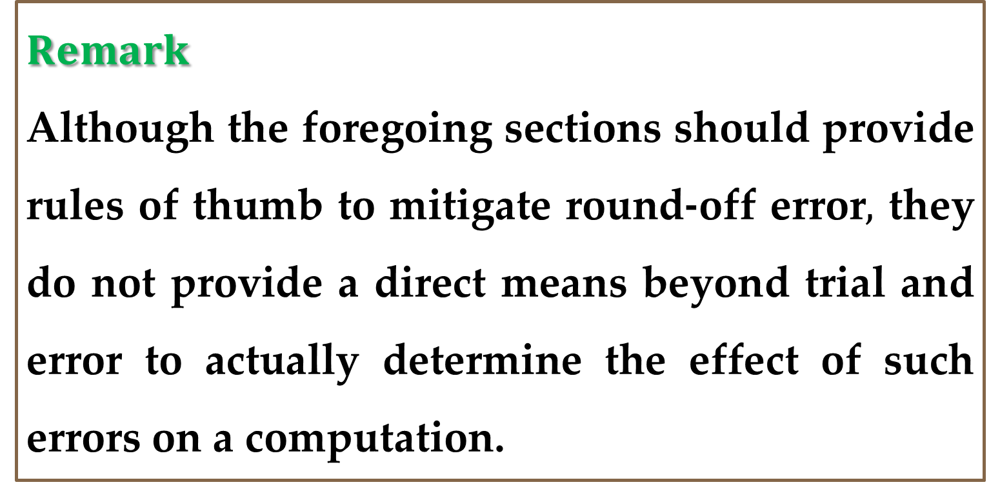 Remark
Although the foregoing sections should provide
rules of thumb to mitigate round-off error, they
do not provide a direct means beyond trial and
error to actually determine the effect of such
errors on a computation.